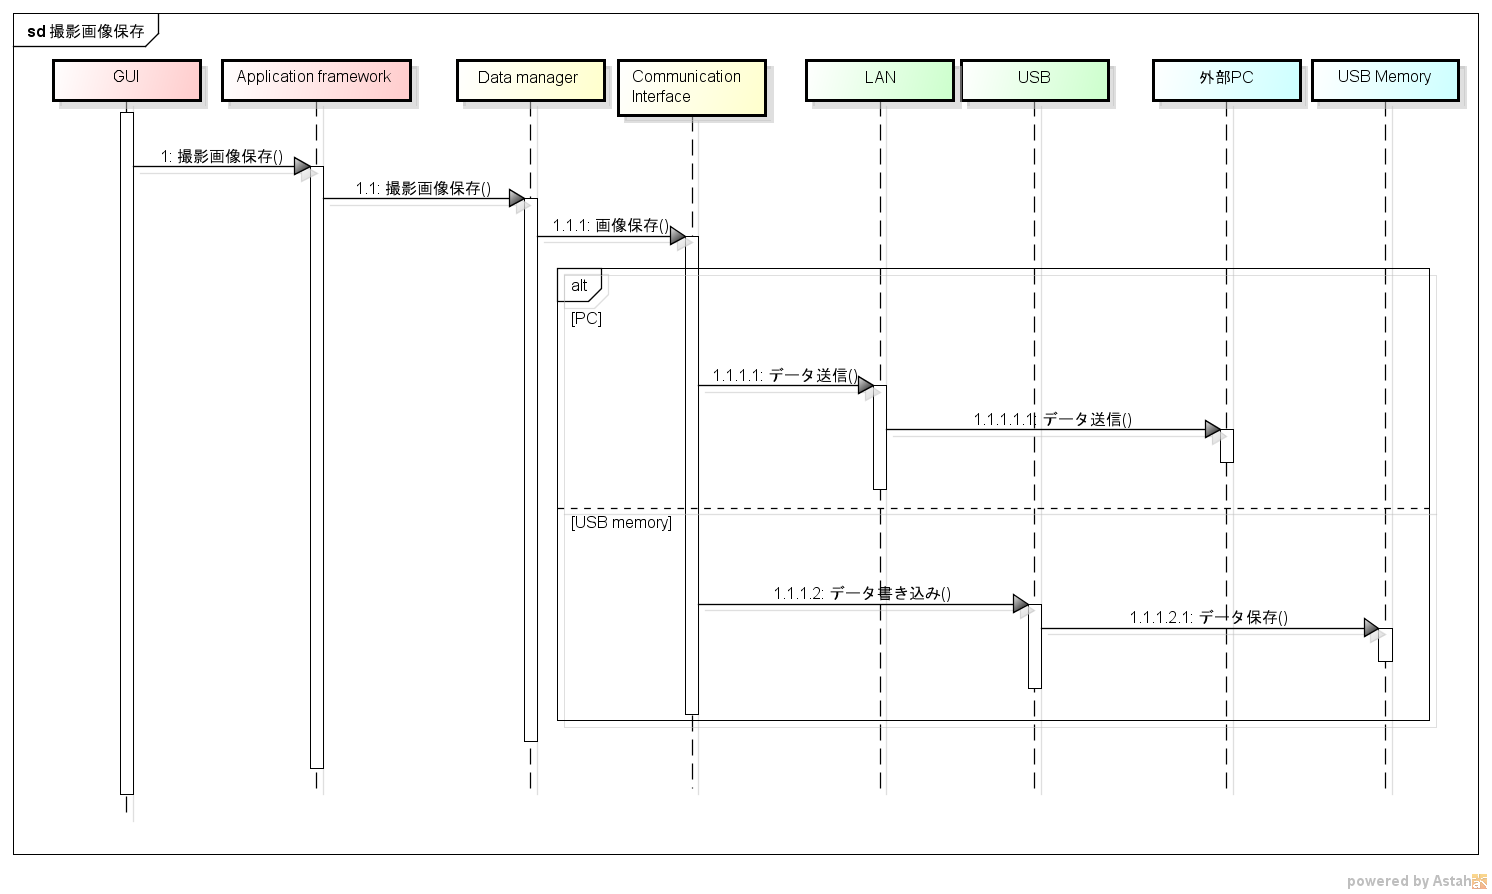 sd 撮影画像保存
GUI
Application framework
Data manager
Communication
Interface
LAN
USB
外部PC
USB Memory
1: 撮影画像保存()
1.1: 撮影画像保存()
1.1.1: 画像保存()
alt
[PC]
1.1.1.1: データ送信()
1.1.1.1.1: データ送信()
[USB memory]
1.1.1.2: データ書き込み()
1.1.1.2.1: データ保存()
powered by Astah